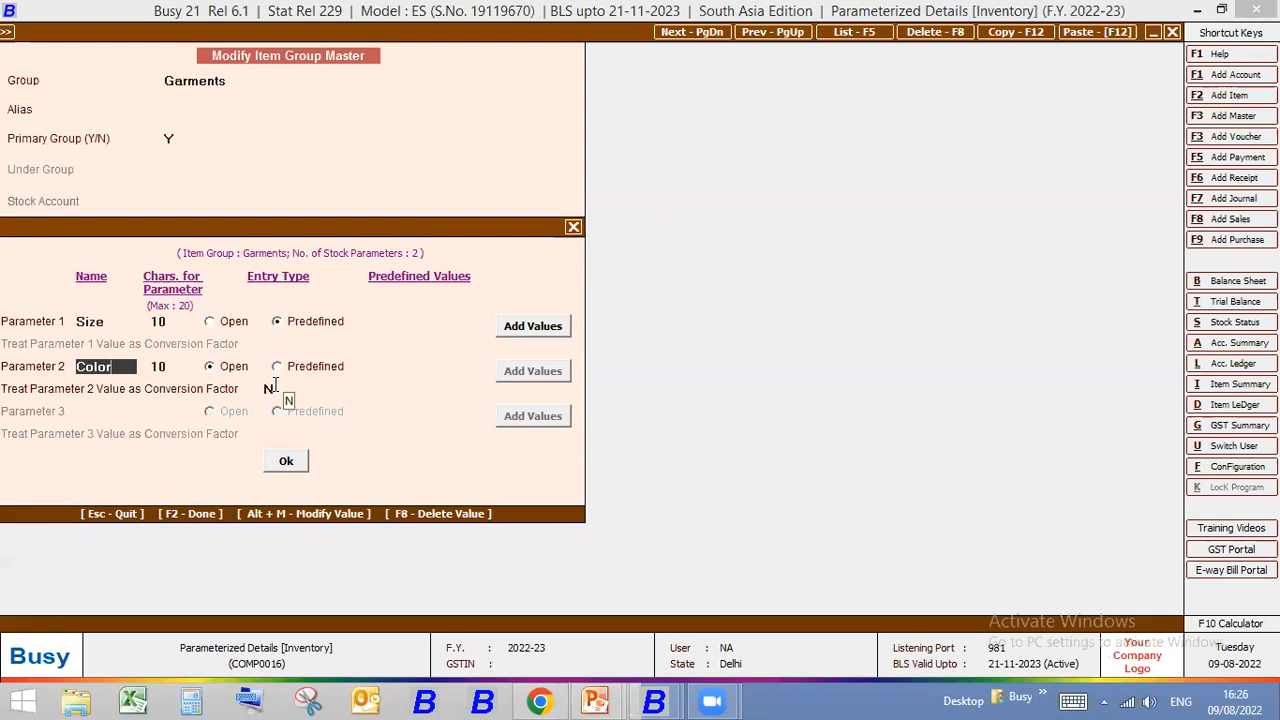 Busy 21 Rel 6.1 | Stat Rel 229 | Model : ES (S.No. 19119670) | BLS upto 21-11-2023 | South Asia Edition | Parameterized Details [Inventory] (F.Y. 2022-23)
>> Next - PgDn Prev - PgUp List - F5 Delete - F8 Copy - F12 Paste - [F12] Shortcut Keys
Modify Item Group Master
Group Garments
Alias
Primary Group (Y/N) Y
Under Group
Stock Account
( Item Group : Garments; No. of Stock Parameters : 2 )
Name Chars. for Parameter Entry Type Predefined Values
(Max : 20)
Parameter 1 Size 10 Open Predefined Add Values
Treat Parameter 1 Value as Conversion Factor
Parameter 2 Color 10 Open Predefined Add Values
Treat Parameter 2 Value as Conversion Factor N
N
Parameter 3 Open Predefined Add Values
Treat Parameter 3 Value as Conversion Factor
Ok
[ Esc - Quit ] [ F2 - Done ] [ Alt + M - Modify Value ] [ F8 - Delete Value ]
F1 Help
F1 Add Account
F2 Add Item
F3 Add Master
F3 Add Voucher
F5 Add Payment
F6 Add Receipt
F7 Add Journal
F8 Add Sales
F9 Add Purchase
B Balance Sheet
T Trial Balance
S Stock Status
A Acc. Summary
L Acc. Ledger
I Item Summary
D Item LeDger
G GST Summary
U Switch User
F ConFiguration
K LocK Program
Training Videos
GST Portal
E-way Bill Portal
F10 Calculator
Activate Windows
Go to PC settings to activate Windows.
Busy Parameterized Details [Inventory] F.Y. : 2022-23 User : NA Listening Port : 981 Your Company Logo Tuesday
(COMP0016) GSTIN : State : Delhi BLS Valid Upto : 21-11-2023 (Active) 09-08-2022
Desktop Busy ENG 16:26
09/08/2022